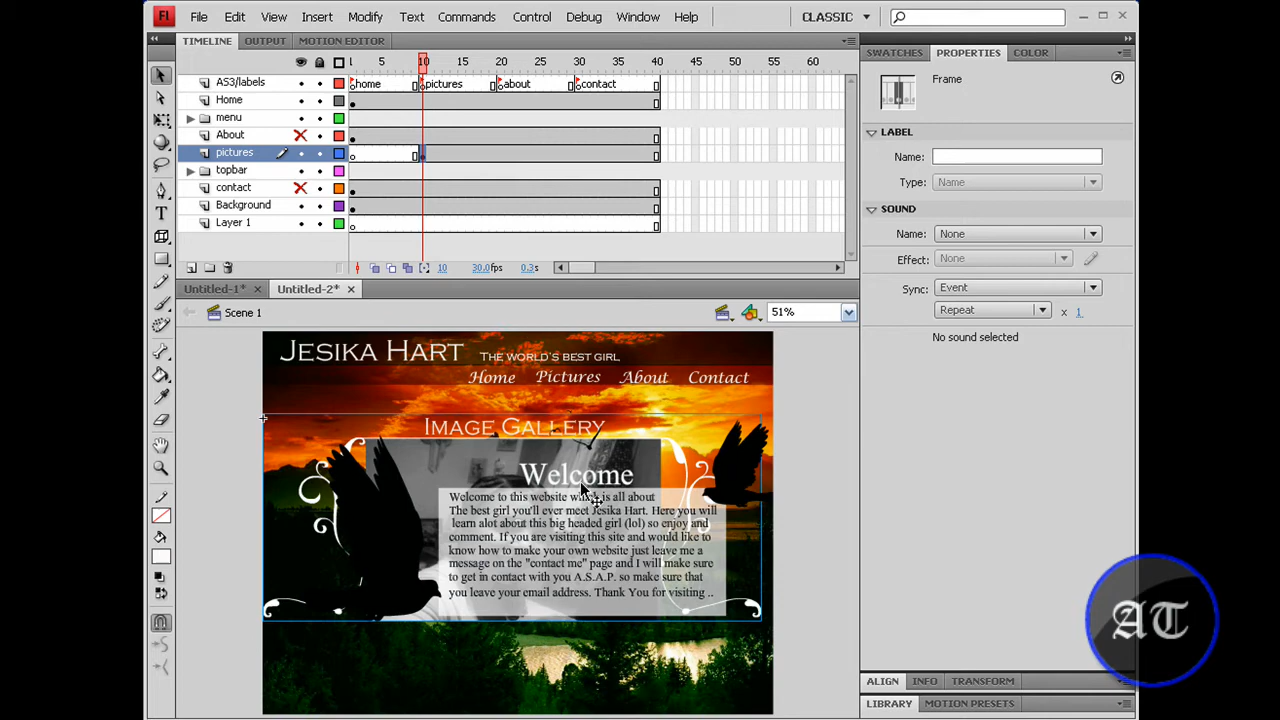 Fl File Edit View Insert Modify Text Commands Control Debug Window Help CLASSIC
TIMELINE OUTPUT MOTION EDITOR
SWATCHES PROPERTIES COLOR
1 5 10 15 20 25 30 35 40 45 50 55 60
Frame
AS3/labels home pictures about contact
Home
menu
About
pictures
topbar
contact
Background
Layer 1
10 30.0fps 0.3s
LABEL
Name:
Type: Name
SOUND
Name: None
Effect: None
Sync: Event
Repeat x 1
No sound selected
Untitled-1* × Untitled-2* ×
Scene 1 51%
JESIKA HART THE WORLD'S BEST GIRL
Home Pictures About Contact
IMAGE GALLERY
Welcome
Welcome to this website which is all about
The best girl you'll ever meet Jesika Hart. Here you will
learn alot about this big headed girl (lol) so enjoy and
comment. If you are visiting this site and would like to
know how to make your own website just leave me a
message on the "contact me" page and I will make sure
to get in contact with you A.S.A.P. so make sure that
you leave your email address. Thank You for visiting ..
AT
ALIGN INFO TRANSFORM
LIBRARY MOTION PRESETS